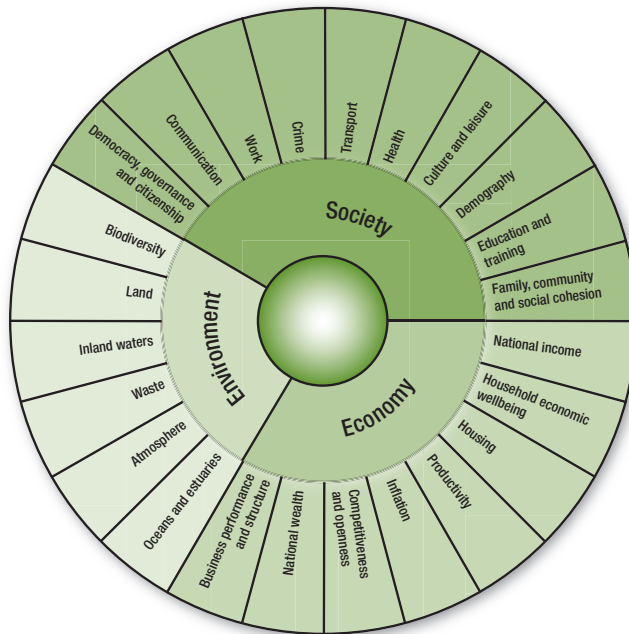 Society
Democracy, governance
and citizenship
Communication
Work
Crime
Transport
Health
Culture and leisure
Demography
Education and
training
Family, community
and social cohesion
Economy
National income
Household economic
wellbeing
Housing
Productivity
Inflation
Competitiveness
and openness
National wealth
Business performance
and structure
Environment
Oceans and estuaries
Atmosphere
Waste
Inland waters
Land
Biodiversity